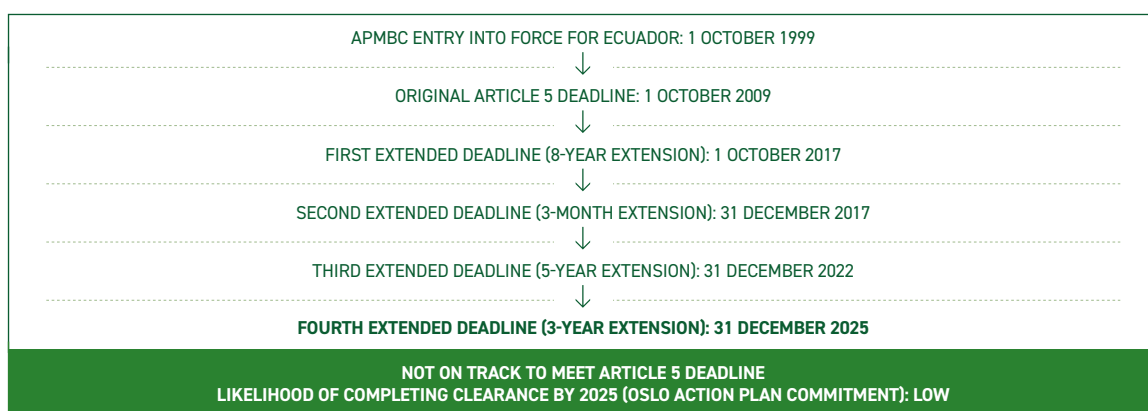 APMBC ENTRY INTO FORCE FOR ECUADOR: 1 OCTOBER 1999
ORIGINAL ARTICLE 5 DEADLINE: 1 OCTOBER 2009
FIRST EXTENDED DEADLINE (8-YEAR EXTENSION): 1 OCTOBER 2017
SECOND EXTENDED DEADLINE (3-MONTH EXTENSION): 31 DECEMBER 2017
THIRD EXTENDED DEADLINE (5-YEAR EXTENSION): 31 DECEMBER 2022
FOURTH EXTENDED DEADLINE (3-YEAR EXTENSION): 31 DECEMBER 2025
NOT ON TRACK TO MEET ARTICLE 5 DEADLINE
LIKELIHOOD OF COMPLETING CLEARANCE BY 2025 (OSLO ACTION PLAN COMMITMENT): LOW